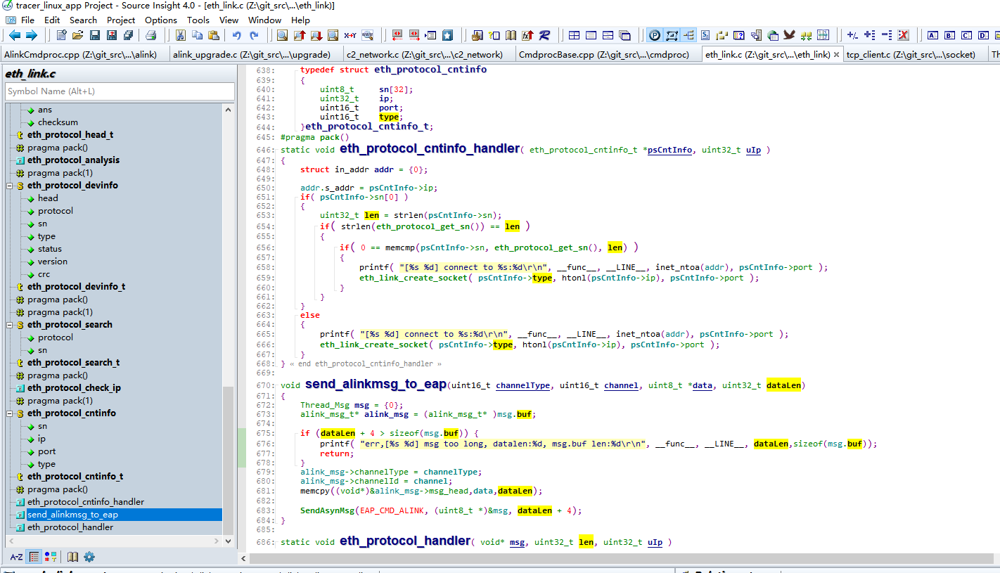 tracer_linux_app Project - Source Insight 4.0 - [eth_link.c (Z:\git_src\...\eth_link)]
File Edit Search Project Options Tools View Window Help
AlinkCmdproc.cpp (Z:\git_src\...\alink) alink_upgrade.c (Z:\git_src\...\upgrade) c2_network.c (Z:\git_src\...\c2_network) CmdprocBase.cpp (Z:\git_src\...\cmdproc) eth_link.c (Z:\git_src\...\eth_link) tcp_client.c (Z:\git_src\...\socket) Th
eth_link.c
Symbol Name (Alt+L)
ans
checksum
eth_protocol_head_t
pragma pack()
eth_protocol_analysis
pragma pack(1)
eth_protocol_devinfo
head
protocol
sn
type
status
version
crc
eth_protocol_devinfo_t
pragma pack()
pragma pack(1)
eth_protocol_search
protocol
sn
eth_protocol_search_t
pragma pack()
eth_protocol_check_ip
pragma pack(1)
eth_protocol_cntinfo
sn
ip
port
type
eth_protocol_cntinfo_t
pragma pack()
eth_protocol_cntinfo_handler
send_alinkmsg_to_eap
eth_protocol_handler
A-Z
638: typedef struct eth_protocol_cntinfo
639: {
640: uint8_t sn[32];
641: uint32_t ip;
642: uint16_t port;
643: uint16_t type;
644: }eth_protocol_cntinfo_t;
645: #pragma pack()
646: static void eth_protocol_cntinfo_handler( eth_protocol_cntinfo_t *psCntInfo, uint32_t uIp )
647: {
648: struct in_addr addr = {0};
649:
650: addr.s_addr = psCntInfo->ip;
651: if( psCntInfo->sn[0] )
652: {
653: uint32_t len = strlen(psCntInfo->sn);
654: if( strlen(eth_protocol_get_sn()) == len )
655: {
656: if( 0 == memcmp(psCntInfo->sn, eth_protocol_get_sn(), len) )
657: {
658: printf( "[%s %d] connect to %s:%d\r\n", __func__, __LINE__, inet_ntoa(addr), psCntInfo->port );
659: eth_link_create_socket( psCntInfo->type, htonl(psCntInfo->ip), psCntInfo->port );
660: }
661: }
662: }
663: else
664: {
665: printf( "[%s %d] connect to %s:%d\r\n", __func__, __LINE__, inet_ntoa(addr), psCntInfo->port );
666: eth_link_create_socket( psCntInfo->type, htonl(psCntInfo->ip), psCntInfo->port );
667: }
668: } « end eth_protocol_cntinfo_handler »
669:
670: void send_alinkmsg_to_eap(uint16_t channelType, uint16_t channel, uint8_t *data, uint32_t dataLen)
671: {
672: Thread_Msg msg = {0};
673: alink_msg_t* alink_msg = (alink_msg_t* )msg.buf;
674:
675: if (dataLen + 4 > sizeof(msg.buf)) {
676: printf( "err,[%s %d] msg too long, datalen:%d, msg.buf len:%d\r\n", __func__, __LINE__, dataLen,sizeof(msg.buf));
677: return;
678: }
679: alink_msg->channelType = channelType;
680: alink_msg->channelId = channel;
681: memcpy((void*)&alink_msg->msg_head,data,dataLen);
682:
683: SendAsynMsg(EAP_CMD_ALINK, (uint8_t *)&msg, dataLen + 4);
684: }
685:
686: static void eth_protocol_handler( void* msg, uint32_t len, uint32_t uIp )